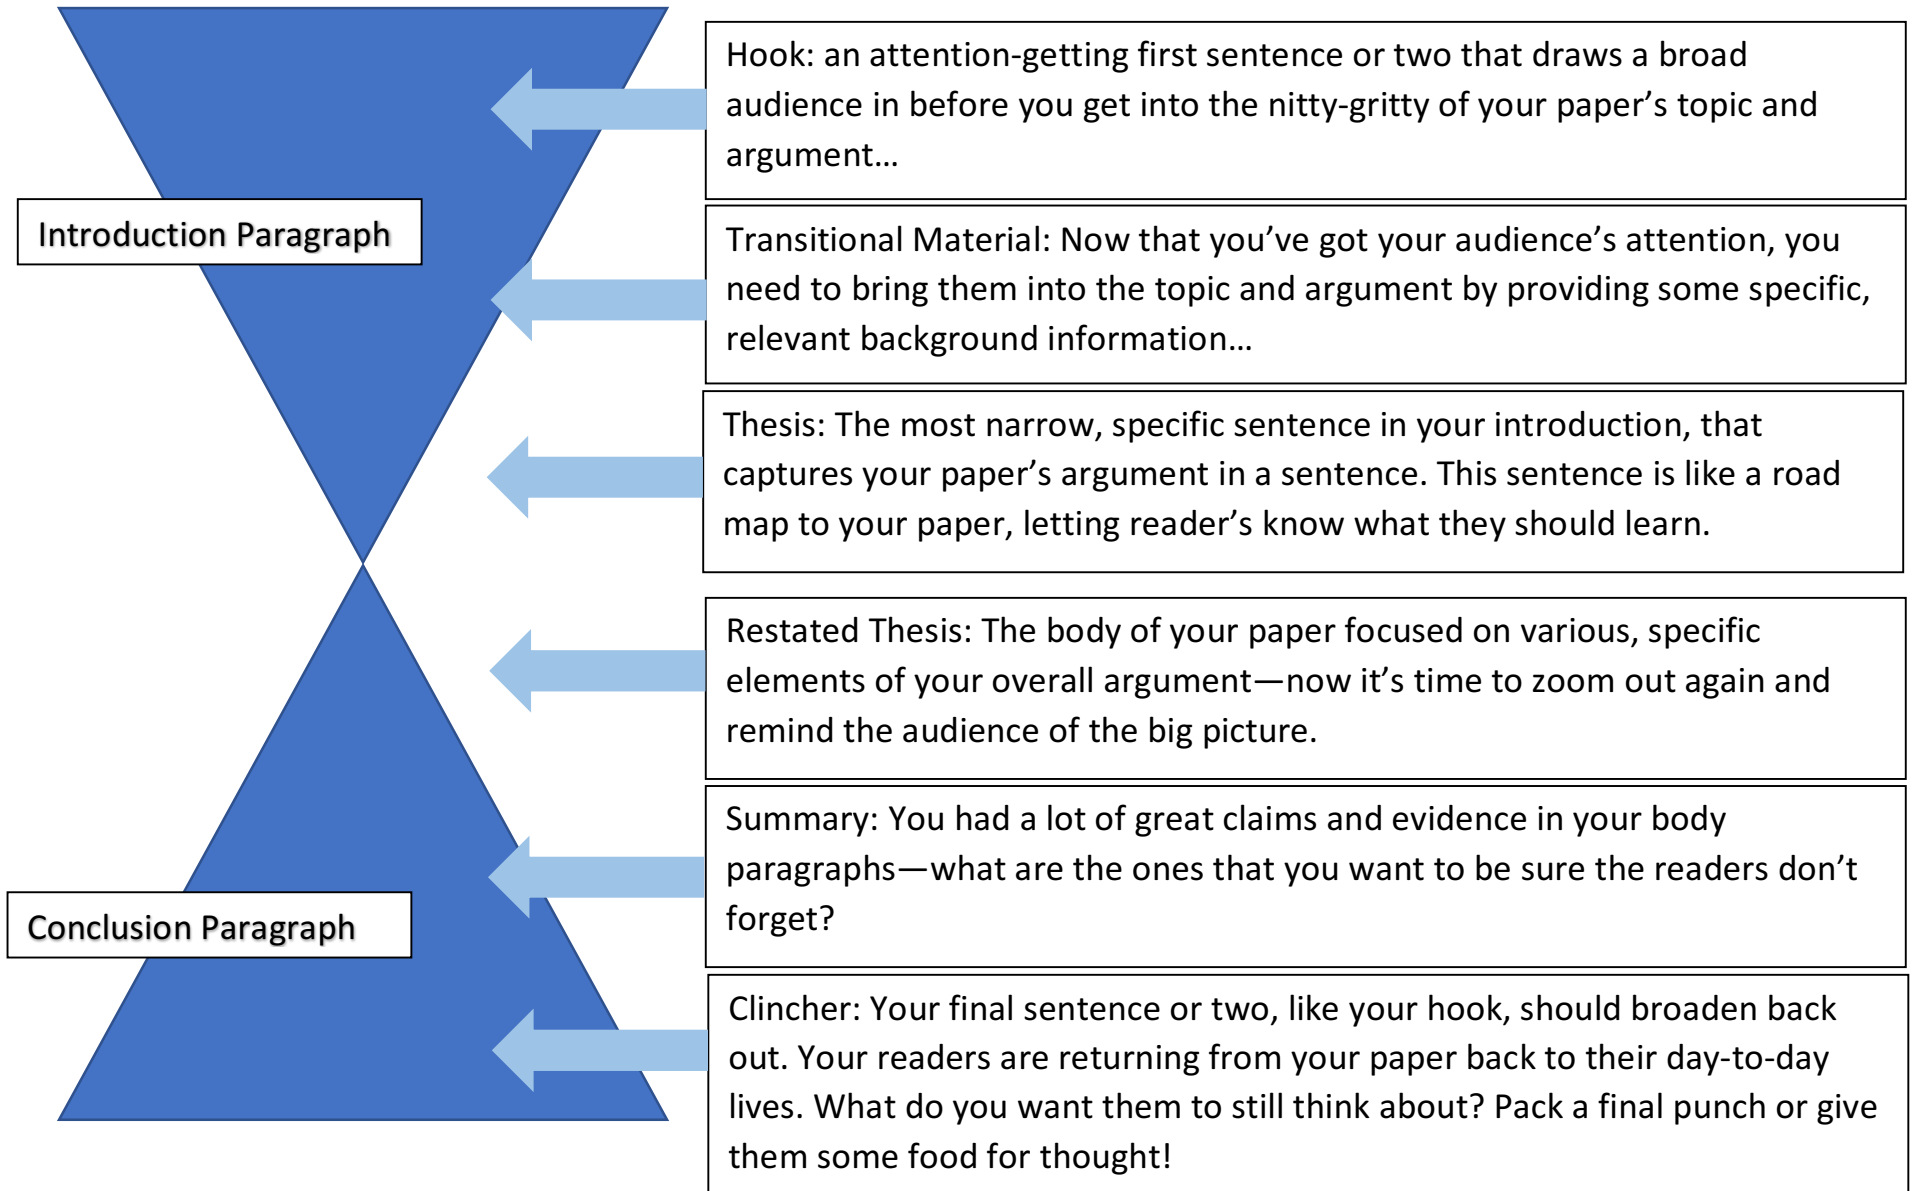 Hook: an attention-getting first sentence or two that draws a broad
audience in before you get into the nitty-gritty of your paper’s topic and
argument…
Introduction Paragraph
Transitional Material: Now that you’ve got your audience’s attention, you
need to bring them into the topic and argument by providing some specific,
relevant background information…
Thesis: The most narrow, specific sentence in your introduction, that
captures your paper’s argument in a sentence. This sentence is like a road
map to your paper, letting reader’s know what they should learn.
Restated Thesis: The body of your paper focused on various, specific
elements of your overall argument—now it’s time to zoom out again and
remind the audience of the big picture.
Summary: You had a lot of great claims and evidence in your body
paragraphs—what are the ones that you want to be sure the readers don’t
forget?
Conclusion Paragraph
Clincher: Your final sentence or two, like your hook, should broaden back
out. Your readers are returning from your paper back to their day-to-day
lives. What do you want them to still think about? Pack a final punch or give
them some food for thought!